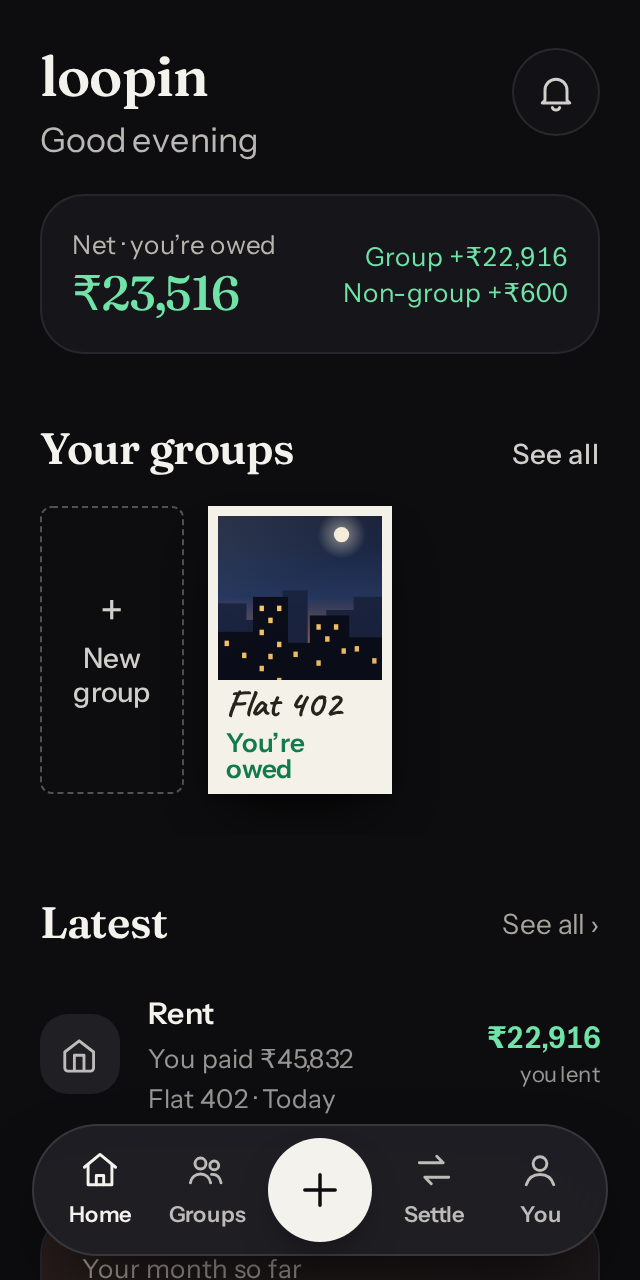 loopin
Good evening
Net · you’re owed
₹23,516
Group +₹22,916
Non-group +₹600
Your groups
See all
+
New
group
Flat 402
You’re
owed
Latest
See all ›
Rent
You paid ₹45,832
Flat 402 · Today
₹22,916
you lent
Home
Groups
Settle
You
Your month so far